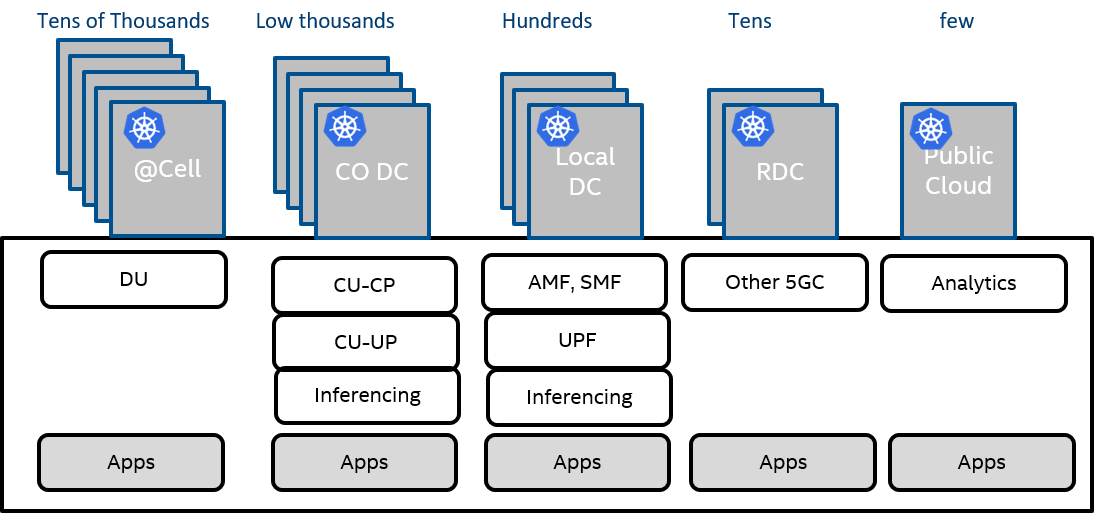 Tens of Thousands
Low thousands
Hundreds
Tens
few
@Cell
CO DC
Local
DC
RDC
Public
Cloud
DU
CU-CP
AMF, SMF
Other 5GC
Analytics
CU-UP
UPF
Inferencing
Inferencing
Apps
Apps
Apps
Apps
Apps